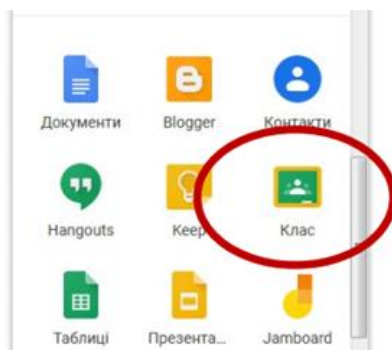 Документи Blogger Контакти
Hangouts Keep Клас
Таблиці Презента... Jamboard